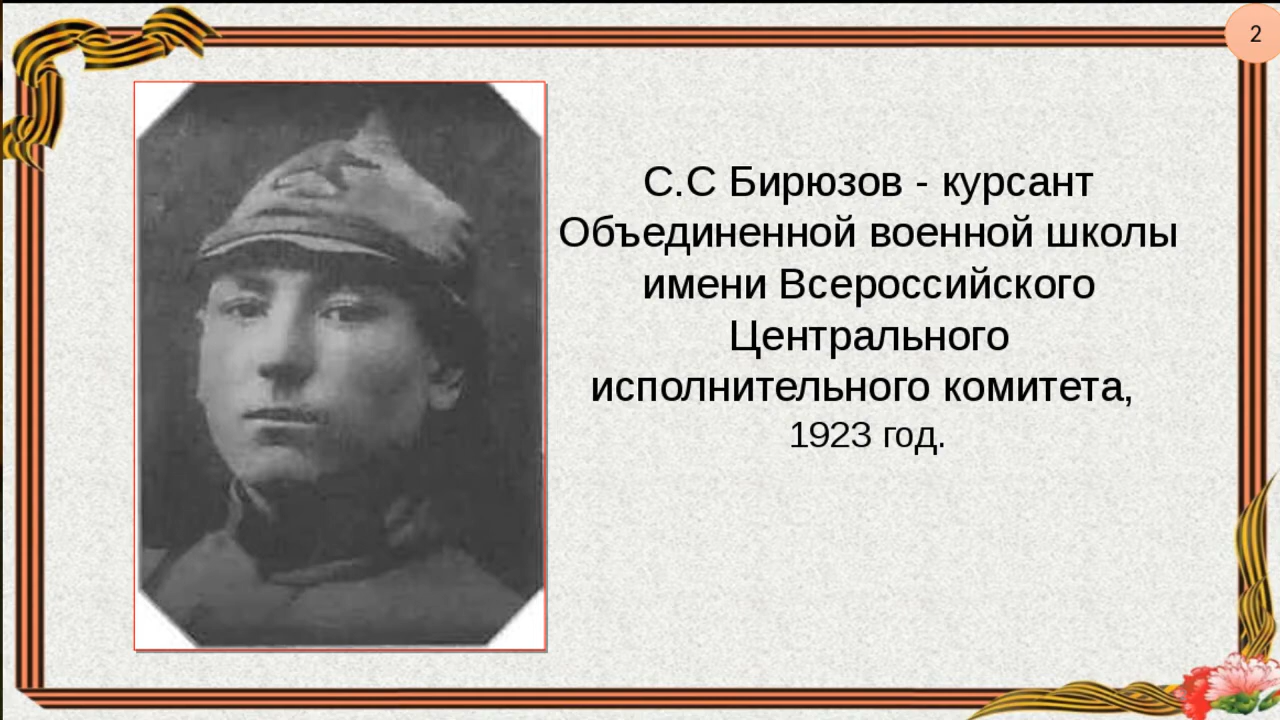 2
С.С Бирюзов - курсант
Объединенной военной школы
имени Всероссийского
Центрального
исполнительного комитета,
1923 год.